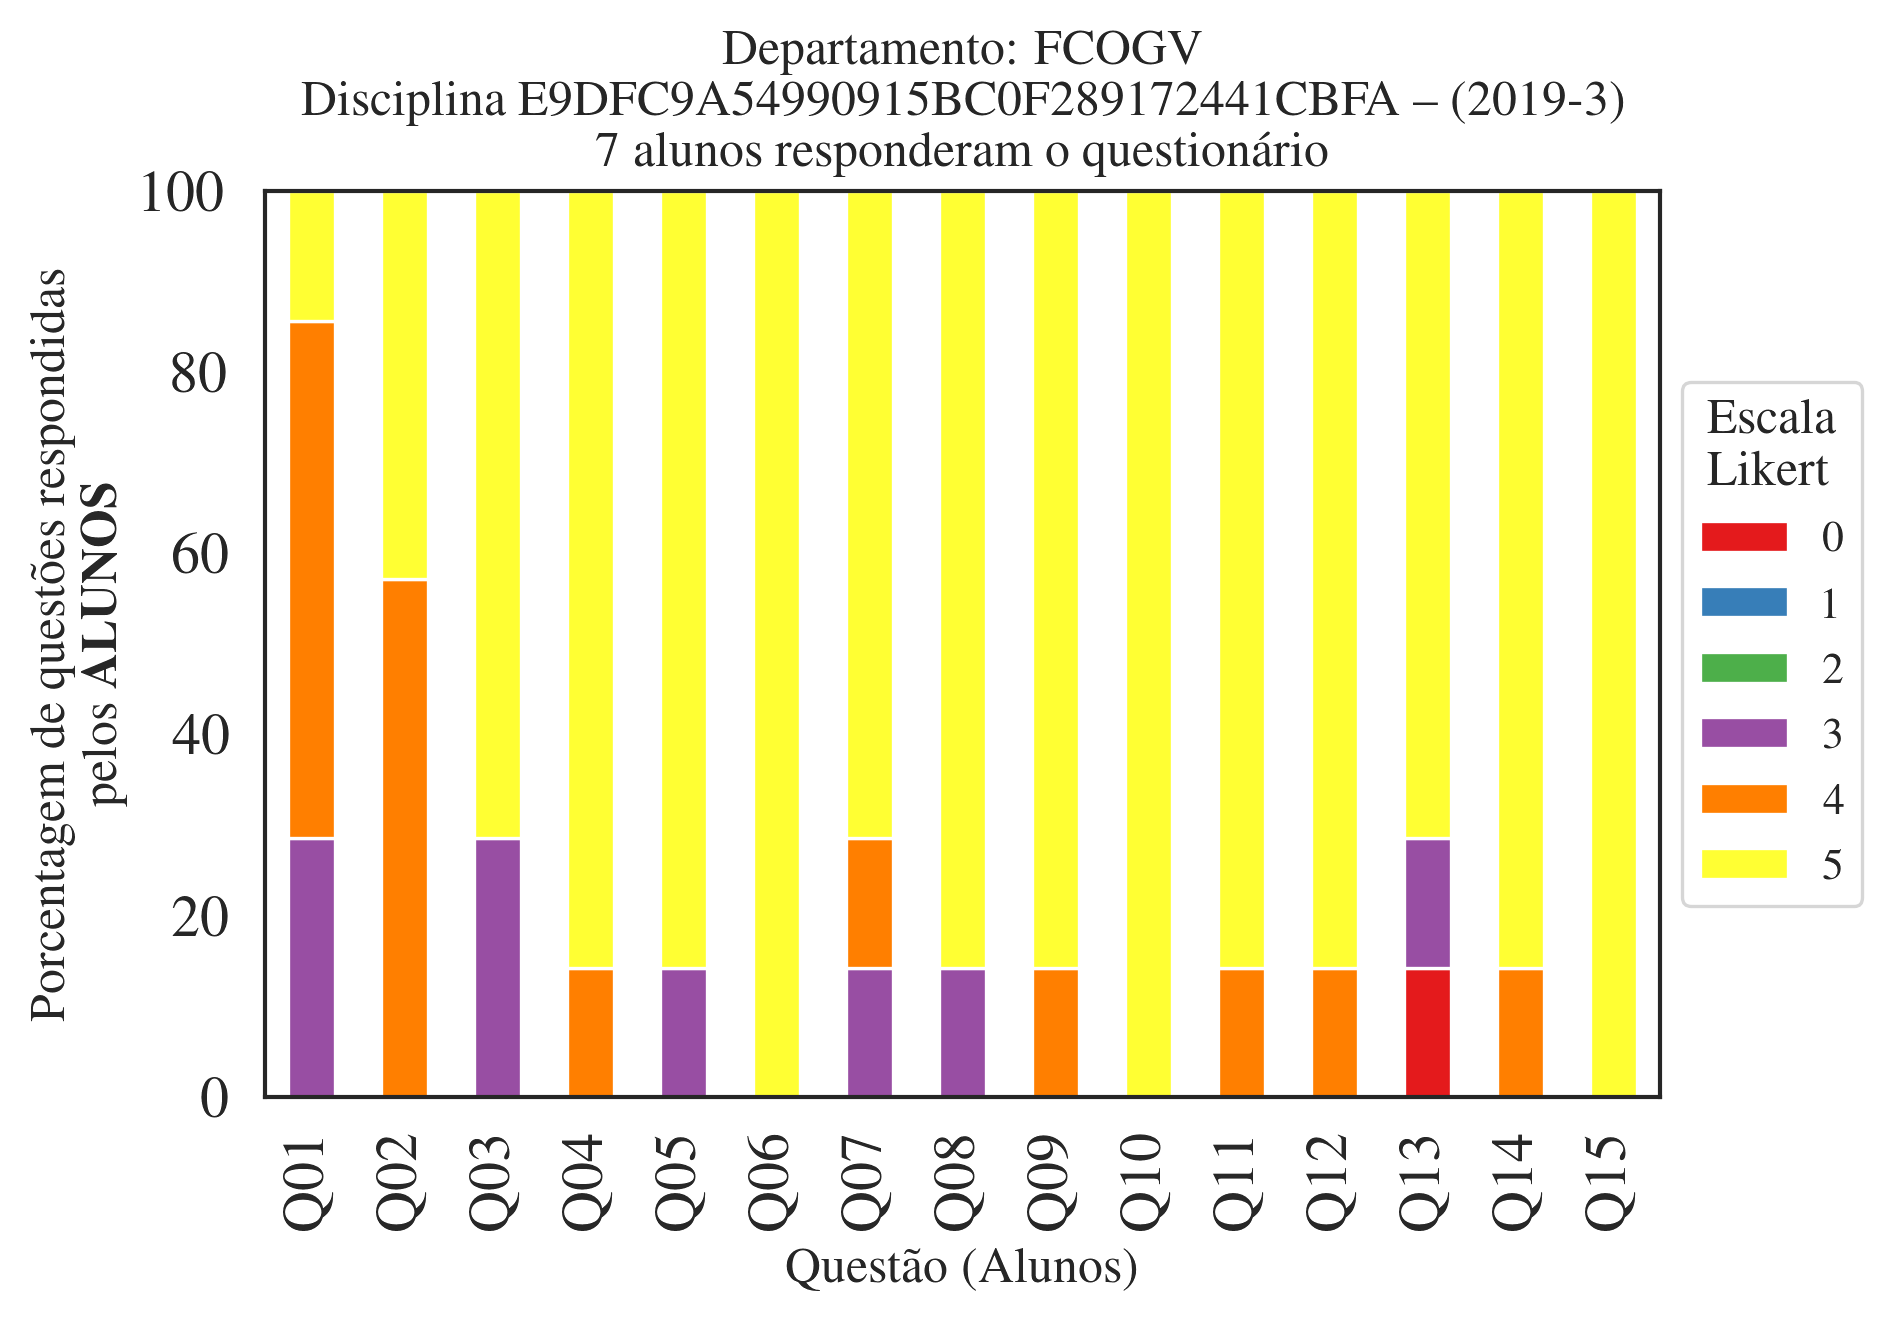 Departamento: FCOGV
Disciplina E9DFC9A54990915BC0F289172441CBFA – (2019-3)
7 alunos responderam o questionário
Porcentagem de questões respondidas
pelos ALUNOS
100
80
60
40
20
0
Q01
Q02
Q03
Q04
Q05
Q06
Q07
Q08
Q09
Q10
Q11
Q12
Q13
Q14
Q15
Questão (Alunos)
Escala
Likert
0
1
2
3
4
5